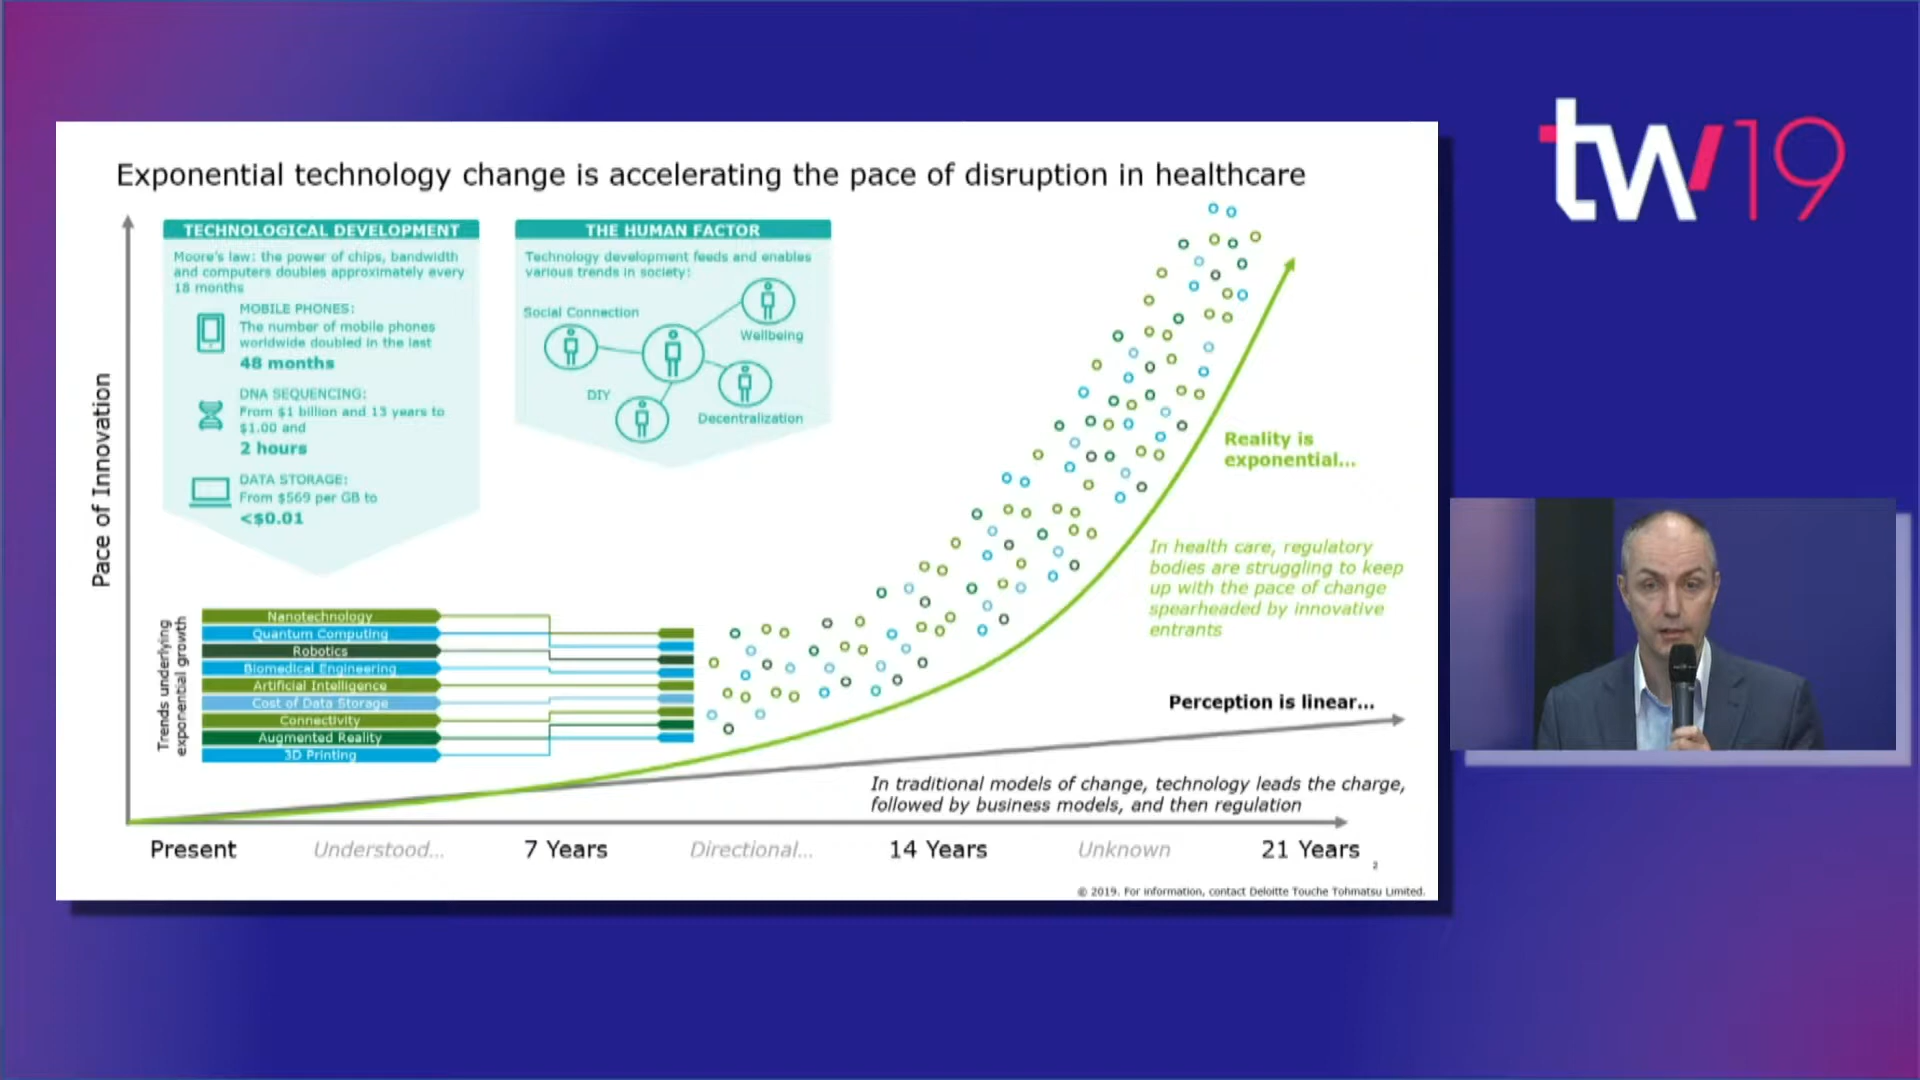 tw/19
Exponential technology change is accelerating the pace of disruption in healthcare
TECHNOLOGICAL DEVELOPMENT
Moore's law: the power of chips, bandwidth
and computers doubles approximately every
18 months
MOBILE PHONES:
The number of mobile phones
worldwide doubled in the last
48 months
DNA SEQUENCING:
From $1 billion and 13 years to
$1.00 and
2 hours
DATA STORAGE:
From $569 per GB to
<$0.01
THE HUMAN FACTOR
Technology development feeds and enables
various trends in society:
Social Connection
Wellbeing
DIY
Decentralization
Pace of Innovation
Trends underlying
exponential growth
Nanotechnology
Quantum Computing
Robotics
Biomedical Engineering
Artificial Intelligence
Cost of Data Storage
Connectivity
Augmented Reality
3D Printing
Reality is
exponential...
In health care, regulatory
bodies are struggling to keep
up with the pace of change
spearheaded by innovative
entrants
Perception is linear...
In traditional models of change, technology leads the charge,
followed by business models, and then regulation
Present Understood... 7 Years Directional... 14 Years Unknown 21 Years
2
© 2019. For information, contact Deloitte Touche Tohmatsu Limited.